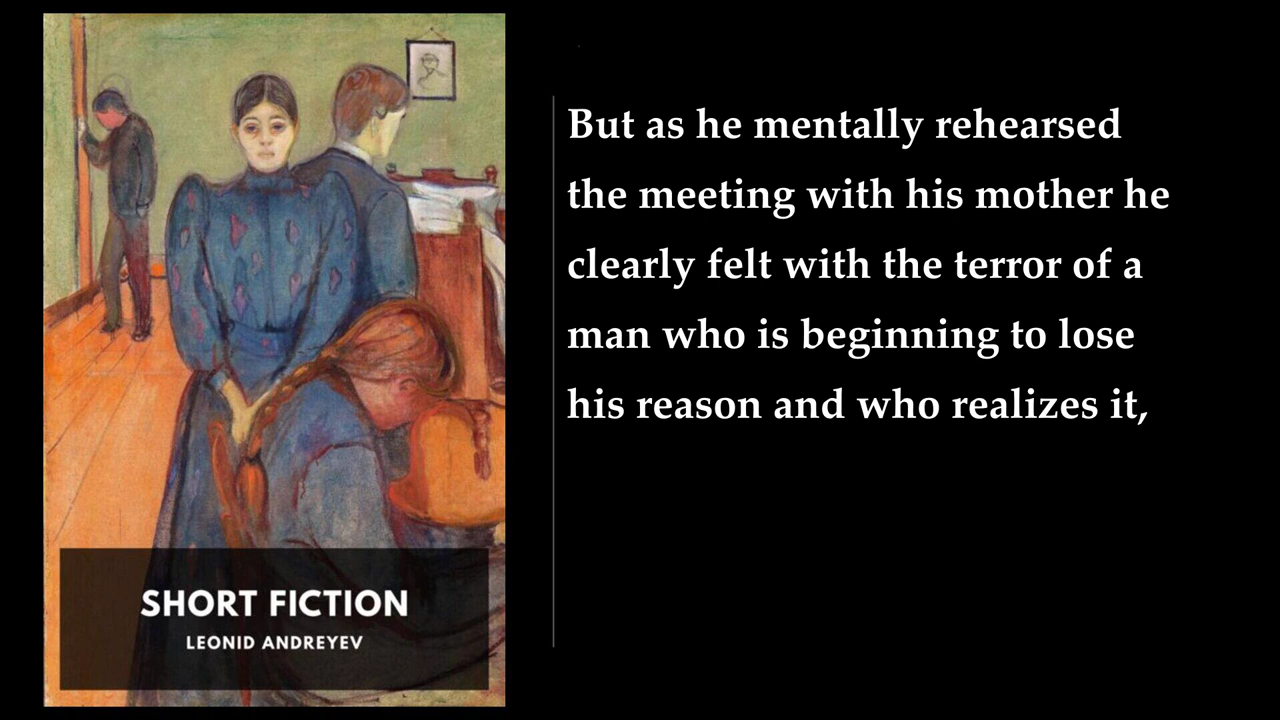 SHORT FICTION
LEONID ANDREYEV
But as he mentally rehearsed
the meeting with his mother he
clearly felt with the terror of a
man who is beginning to lose
his reason and who realizes it,